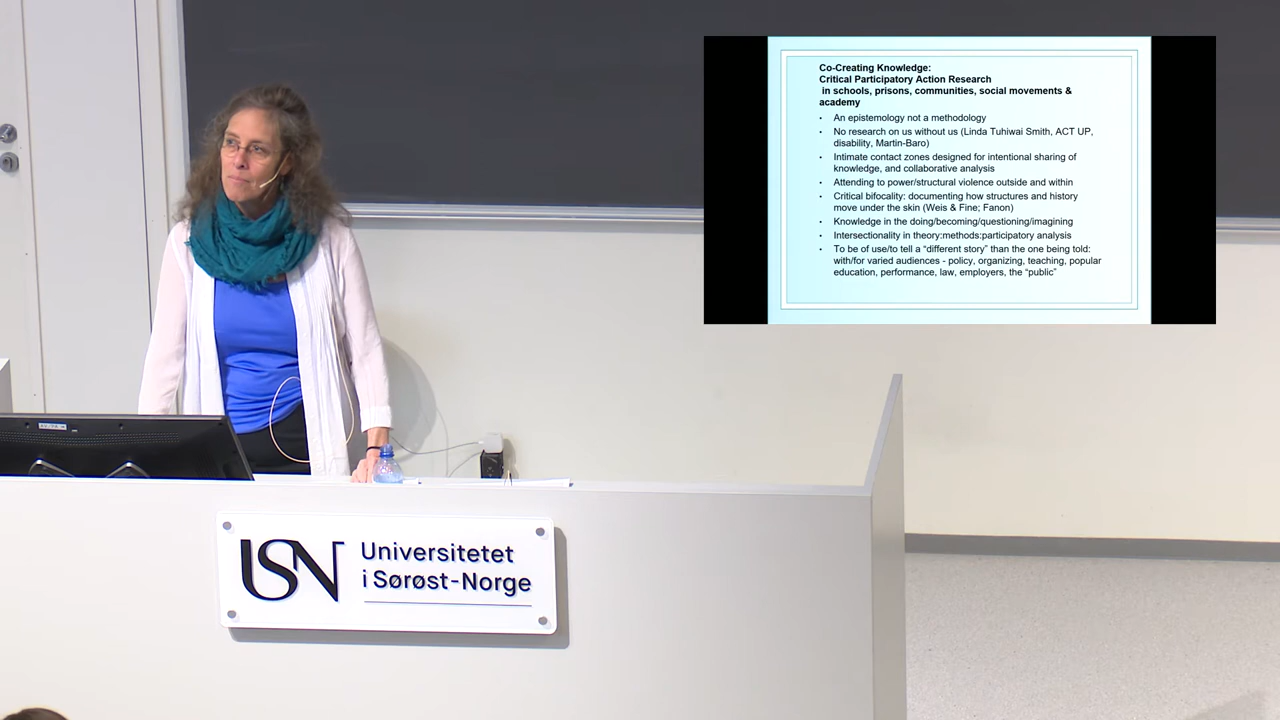 Co-Creating Knowledge:
Critical Participatory Action Research
in schools, prisons, communities, social movements &
academy
• An epistemology not a methodology
• No research on us without us (Linda Tuhiwai Smith, ACT UP,
disability, Martin-Baro)
• Intimate contact zones designed for intentional sharing of
knowledge, and collaborative analysis
• Attending to power/structural violence outside and within
• Critical bifocality: documenting how structures and history
move under the skin (Weis & Fine; Fanon)
• Knowledge in the doing/becoming/questioning/imagining
• Intersectionality in theory:methods:participatory analysis
• To be of use/to tell a “different story” than the one being told:
with/for varied audiences - policy, organizing, teaching, popular
education, performance, law, employers, the “public”
USN
Universitetet
i Sørøst-Norge